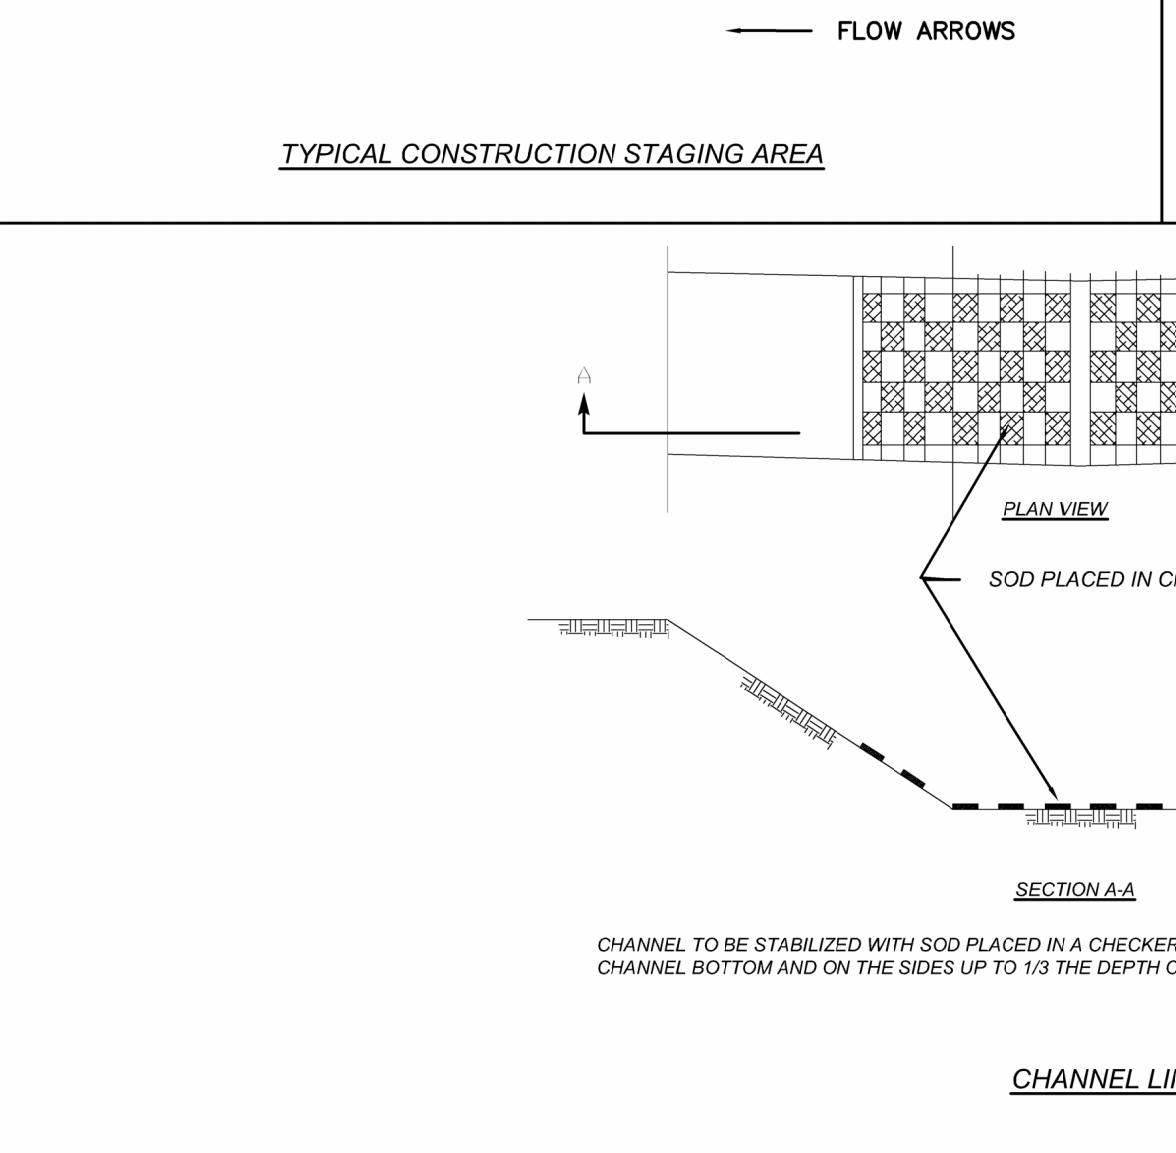 FLOW ARROWS
TYPICAL CONSTRUCTION STAGING AREA
A
PLAN VIEW
SOD PLACED IN
SECTION A-A
CHANNEL TO BE STABILIZED WITH SOD PLACED IN A CHECKER
CHANNEL BOTTOM AND ON THE SIDES UP TO 1/3 THE DEPTH
CHANNEL